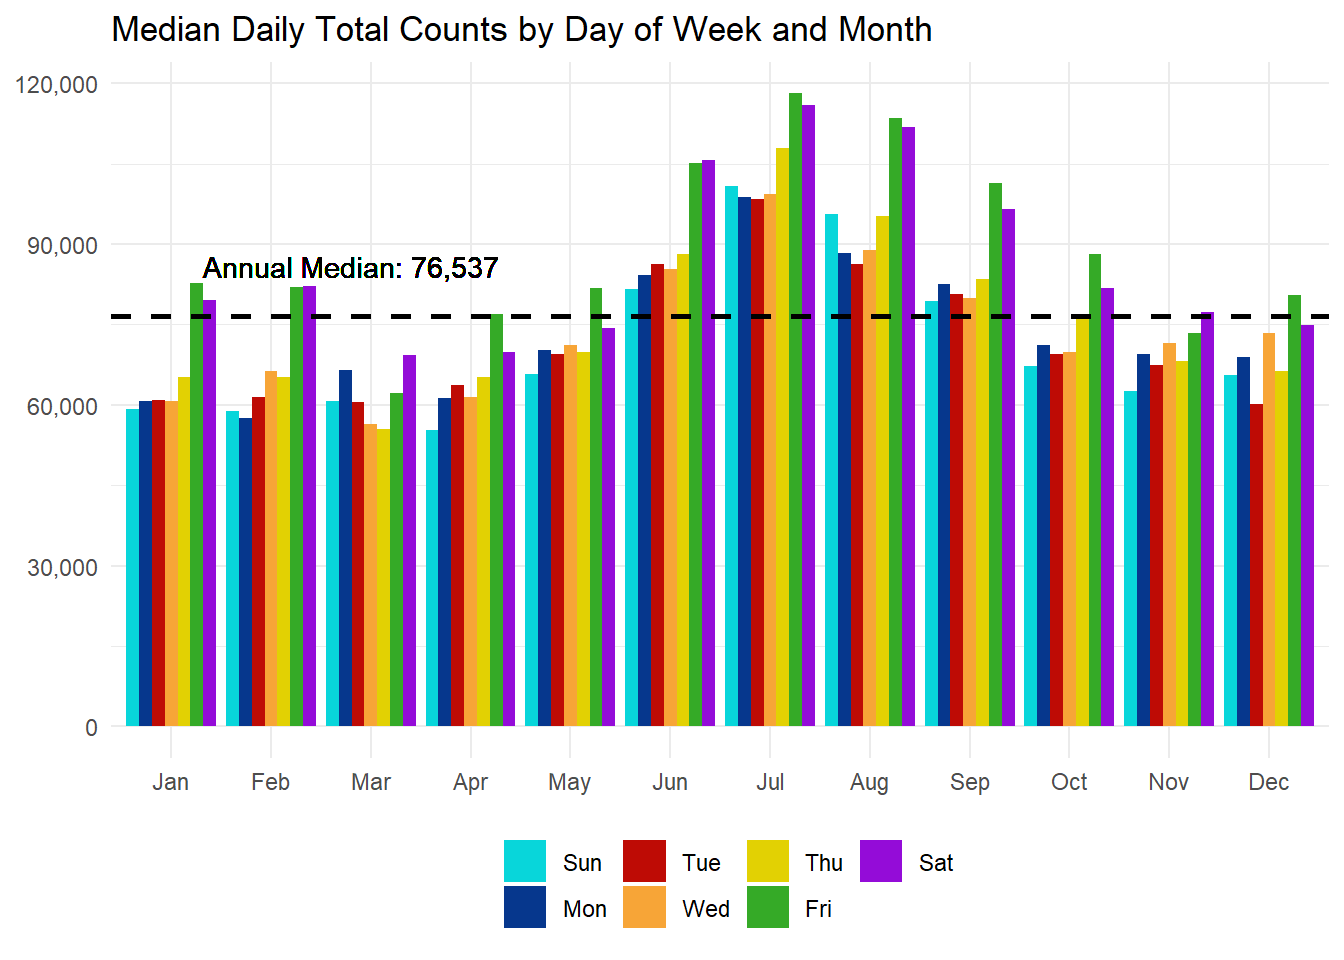 Median Daily Total Counts by Day of Week and Month
120,000
90,000
Annual Median: 76,537
60,000
30,000
0
Jan Feb Mar Apr May Jun Jul Aug Sep Oct Nov Dec
Sun Tue Thu Sat
Mon Wed Fri